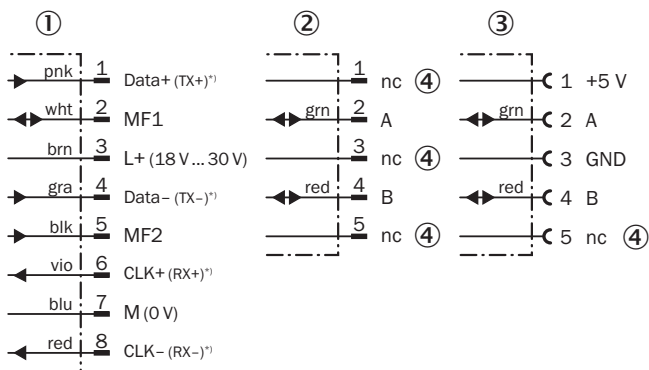 ① ② ③
pnk 1 Data+ (TX+)*)
wht 2 MF1
brn 3 L+ (18 V ... 30 V)
gra 4 Data– (TX–)*)
blk 5 MF2
vio 6 CLK+ (RX+)*)
blu 7 M (0 V)
red 8 CLK– (RX–)*)
1 nc ④
grn 2 A
3 nc ④
red 4 B
5 nc ④
1 +5 V
grn 2 A
3 GND
red 4 B
5 nc ④